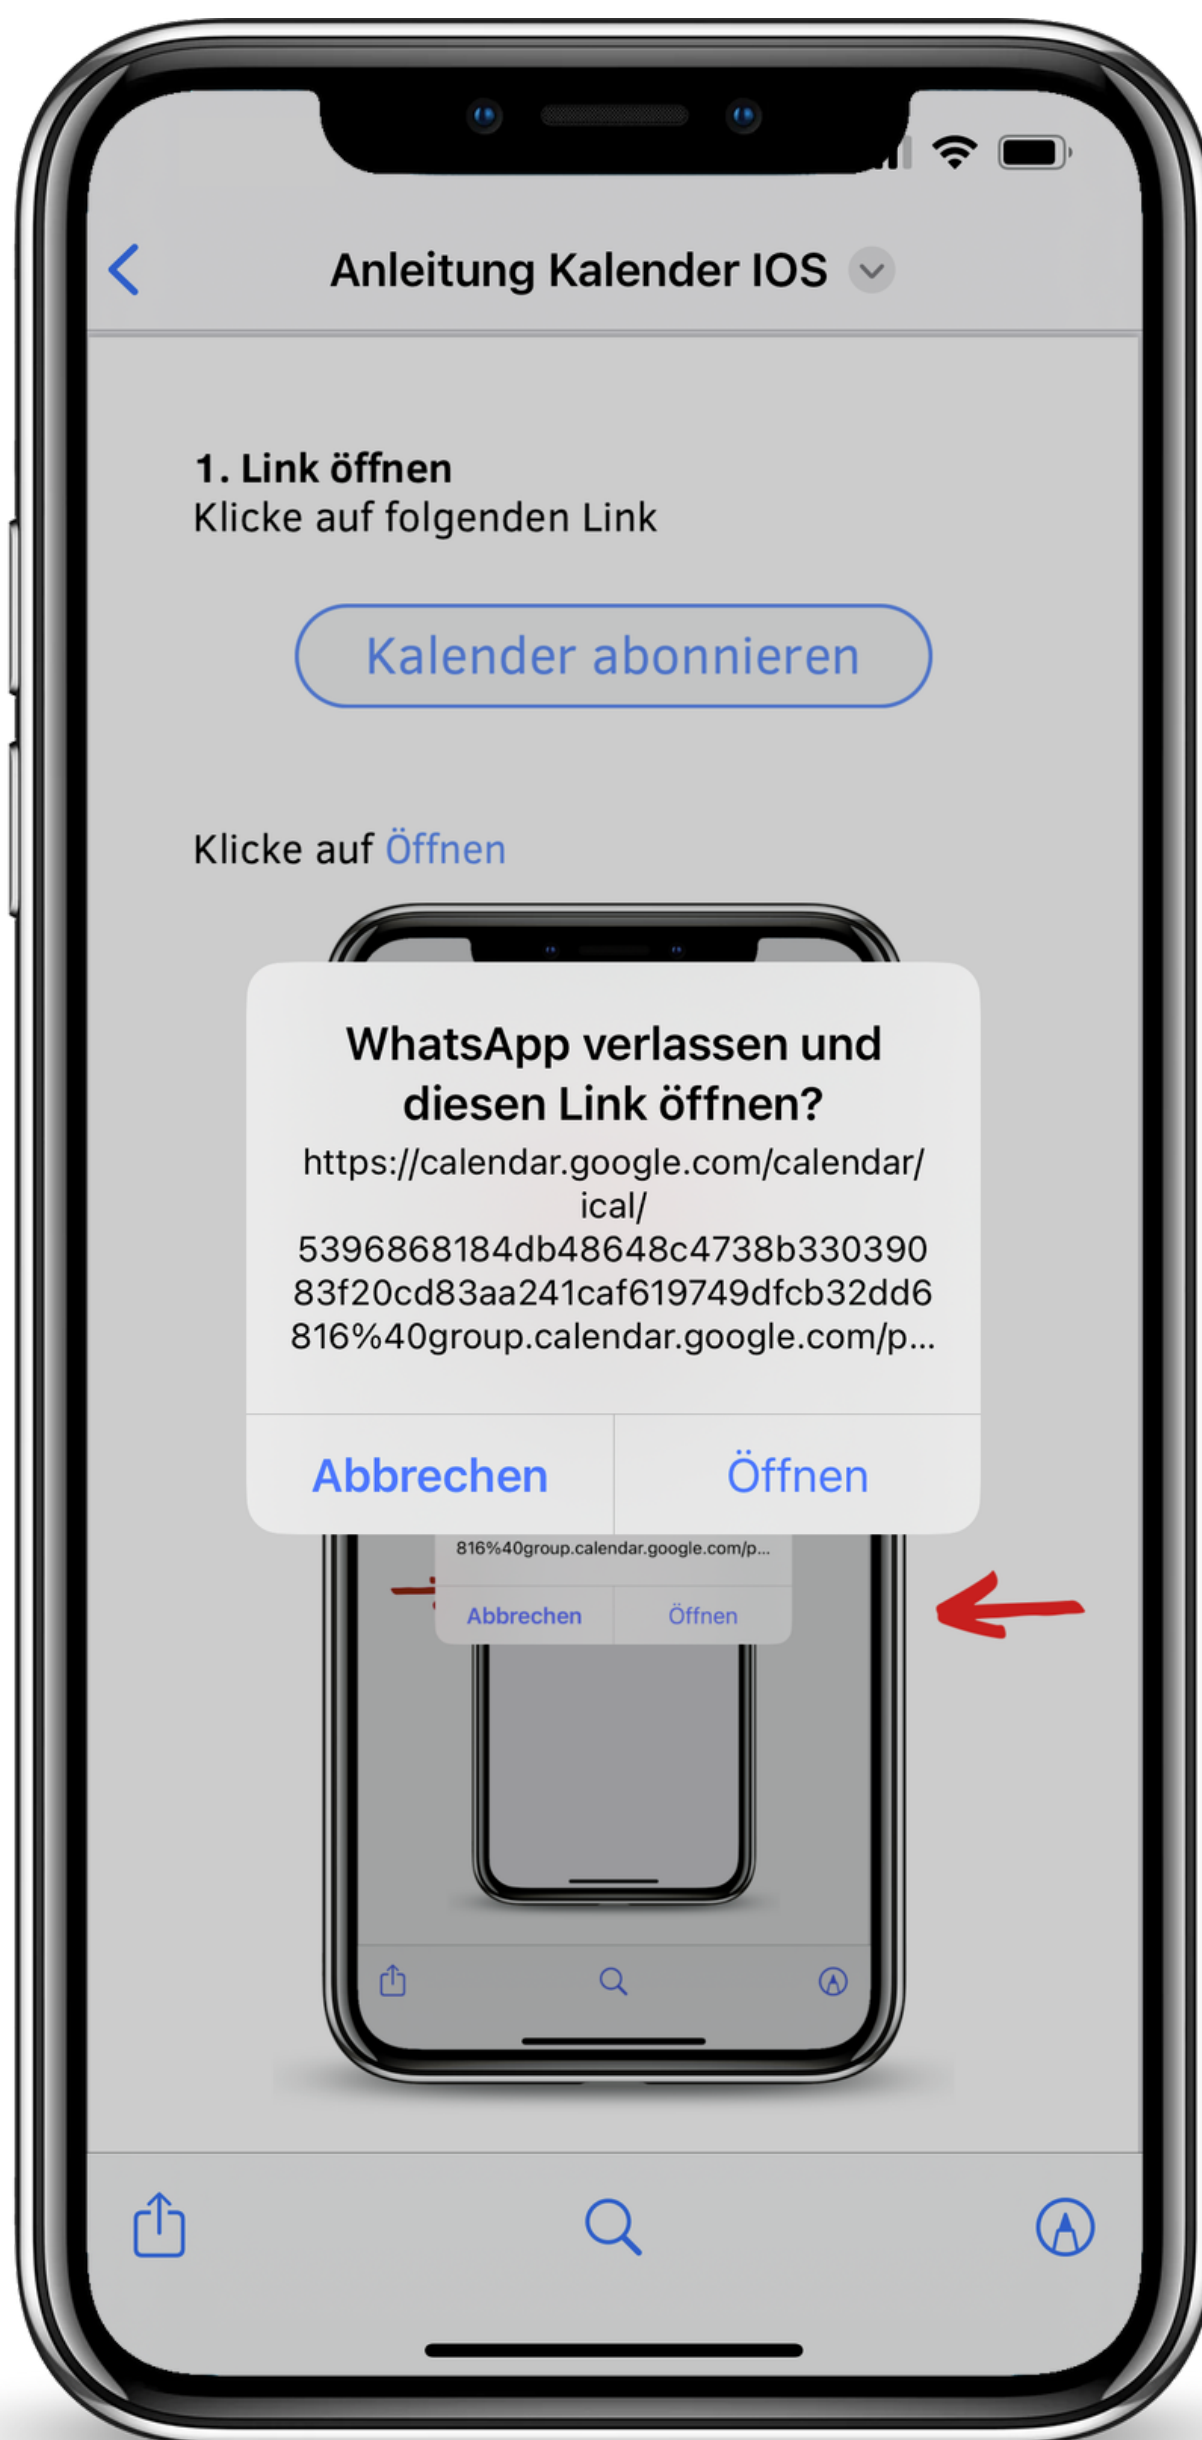 Anleitung Kalender IOS
1. Link öffnen
Klicke auf folgenden Link
Kalender abonnieren
Klicke auf Öffnen
WhatsApp verlassen und
diesen Link öffnen?
https://calendar.google.com/calendar/
ical/
5396868184db48648c4738b330390
83f20cd83aa241caf619749dfcb32dd6
816%40group.calendar.google.com/p...
Abbrechen Öffnen
816%40group.calendar.google.com/p...
Abbrechen Öffnen